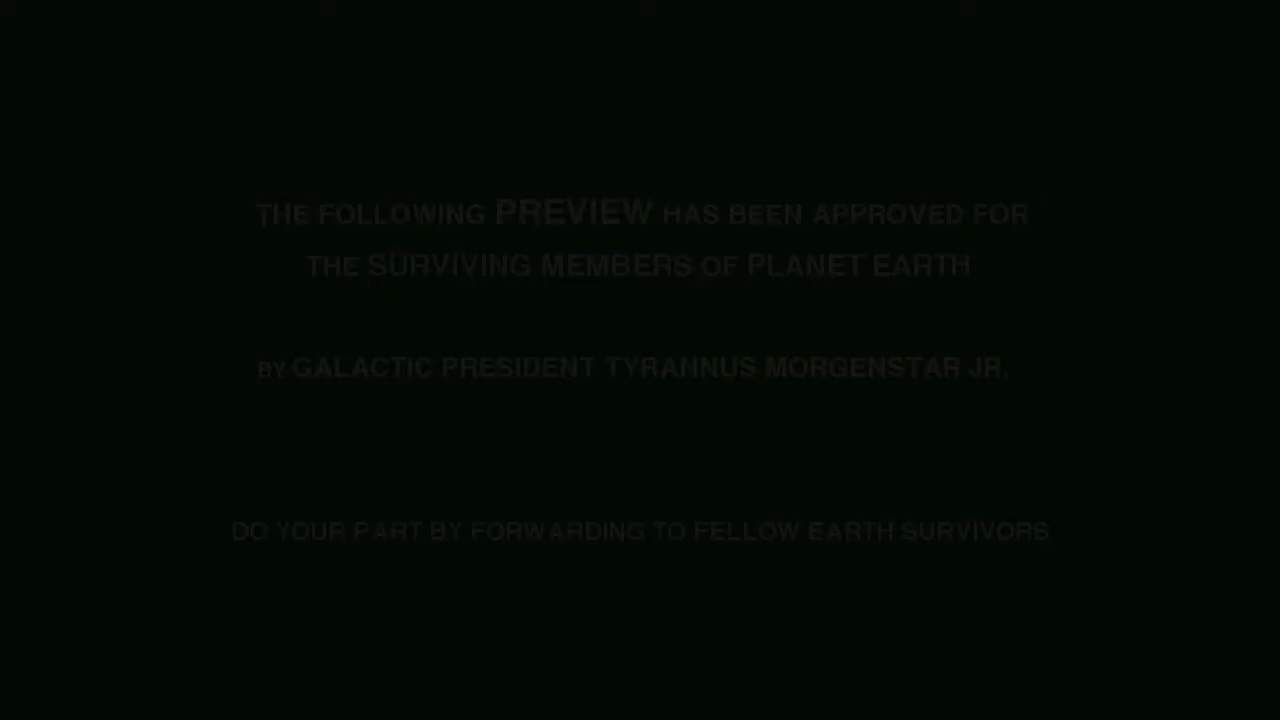 THE FOLLOWING PREVIEW HAS BEEN APPROVED FOR
THE SURVIVING MEMBERS OF PLANET EARTH
BY GALACTIC PRESIDENT TYRANNUS MORGENSTAR JR.
DO YOUR PART BY FORWARDING TO FELLOW EARTH SURVIVORS